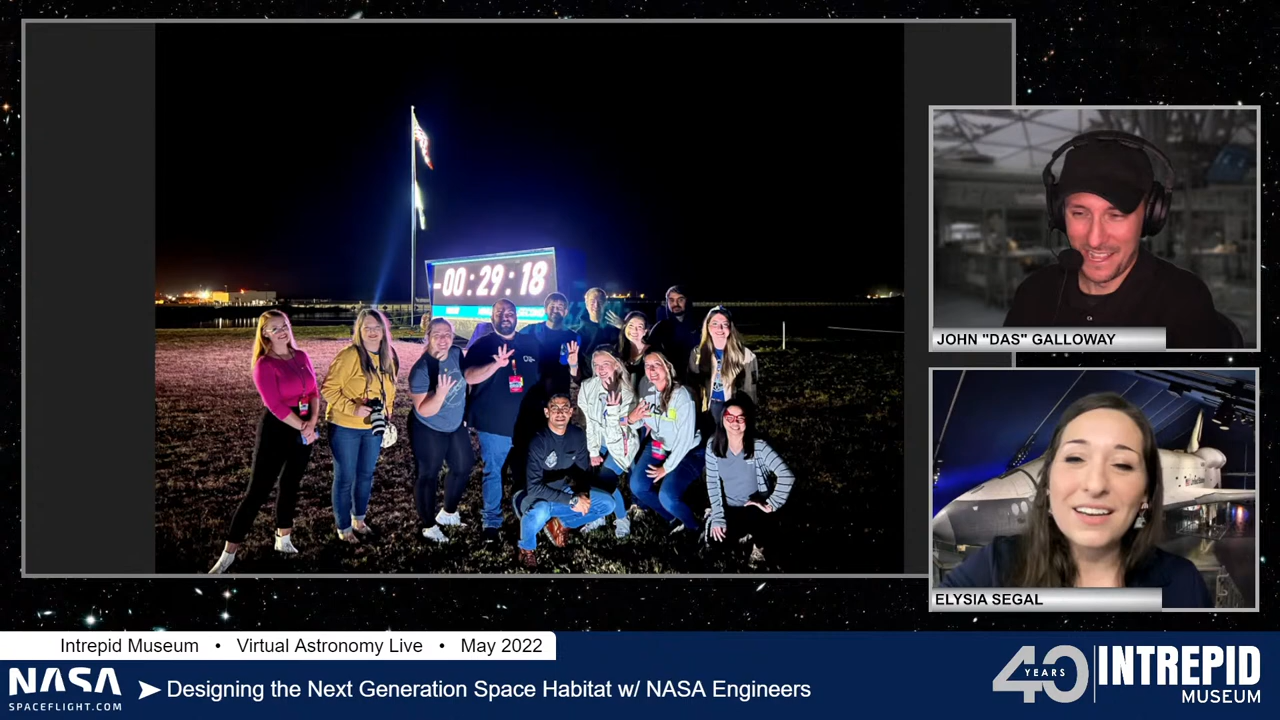 -00:29:18
JOHN "DAS" GALLOWAY
ELYSIA SEGAL
Intrepid Museum • Virtual Astronomy Live • May 2022
NASA
SPACEFLIGHT.COM
Designing the Next Generation Space Habitat w/ NASA Engineers
40
YEARS
INTREPID
MUSEUM